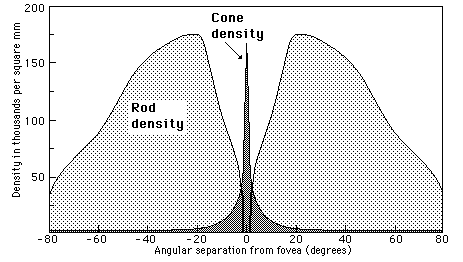 200
Cone
density
150
Rod
density
100
50
-80 -60 -40 -20 0 20 40 60 80
Angular separation from fovea (degrees)
Density in thousands per square mm